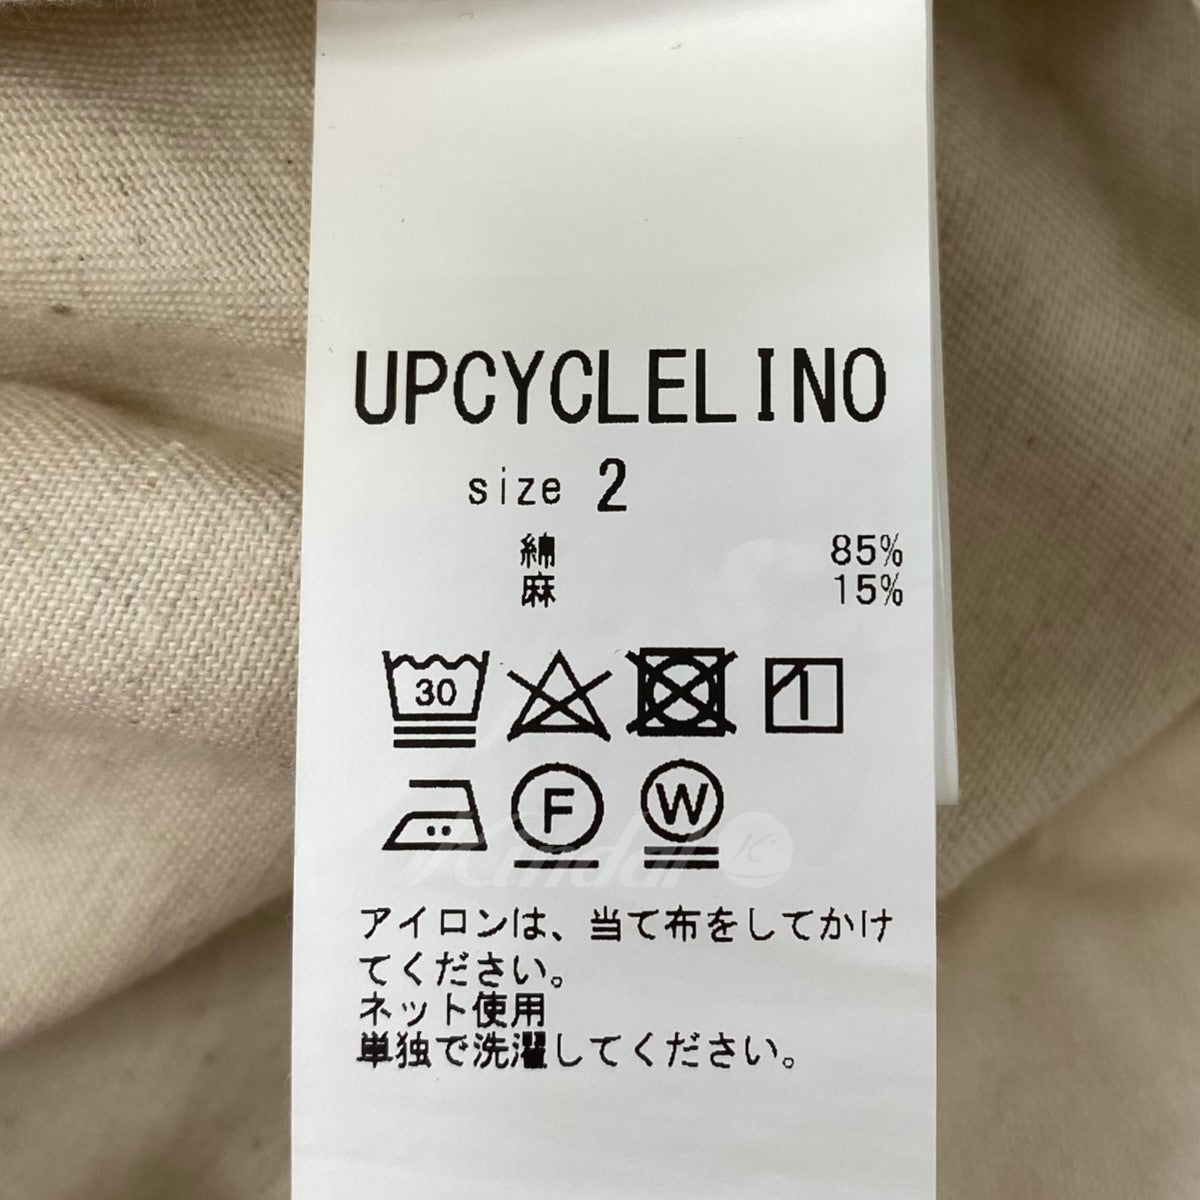 UPCYCLELINO
size 2
綿 85%
麻 15%
30
F W
Kindal K
アイロンは、当て布をしてかけ
てください。
ネット使用
単独で洗濯してください。